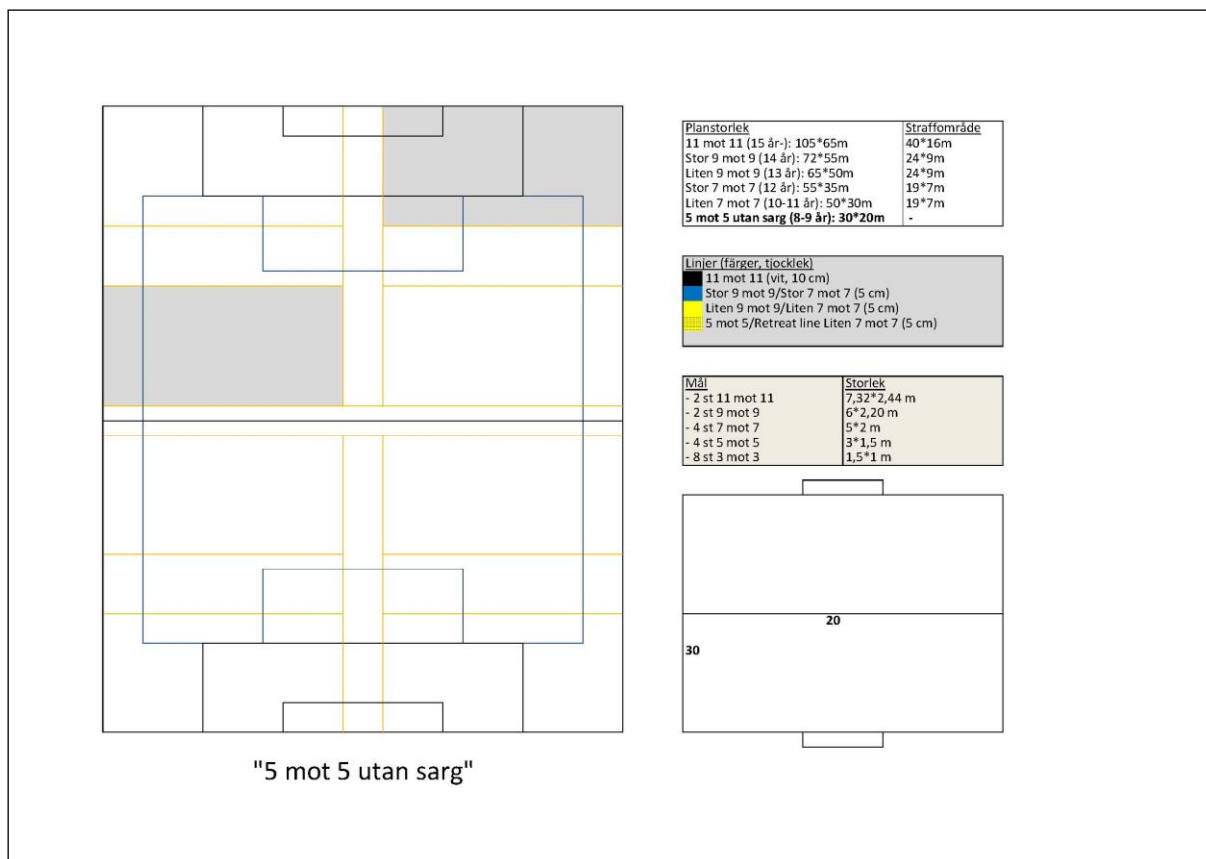 Planstorlek Straffområde
11 mot 11 (15 år-): 105*65m 40*16m
Stor 9 mot 9 (14 år): 72*55m 24*9m
Liten 9 mot 9 (13 år): 65*50m 24*9m
Stor 7 mot 7 (12 år): 55*35m 19*7m
Liten 7 mot 7 (10-11 år): 50*30m 19*7m
5 mot 5 utan sarg (8-9 år): 30*20m -
Linjer (färger, tjocklek)
11 mot 11 (vit, 10 cm)
Stor 9 mot 9/Stor 7 mot 7 (5 cm)
Liten 9 mot 9/Liten 7 mot 7 (5 cm)
5 mot 5/Retreat line Liten 7 mot 7 (5 cm)
Mål Storlek
- 2 st 11 mot 11 7,32*2,44 m
- 2 st 9 mot 9 6*2,20 m
- 4 st 7 mot 7 5*2 m
- 4 st 5 mot 5 3*1,5 m
- 8 st 3 mot 3 1,5*1 m
20
30
"5 mot 5 utan sarg"